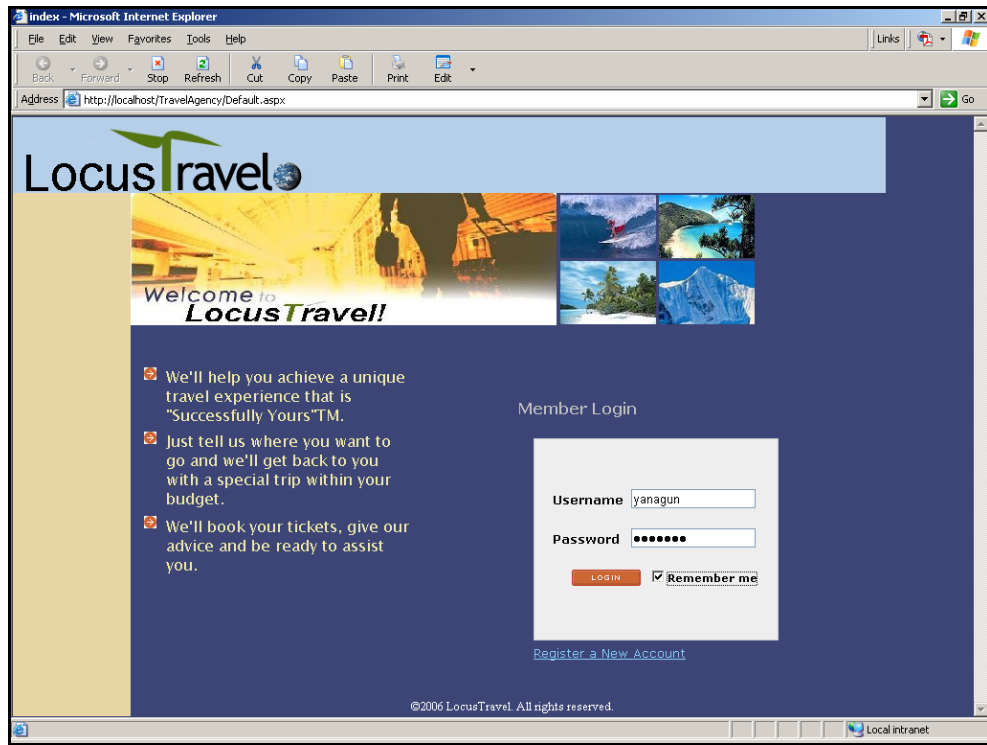 index - Microsoft Internet Explorer
File Edit View Favorites Tools Help
Links
Back Forward Stop Refresh Cut Copy Paste Print Edit
Address http://localhost/TravelAgency/Default.aspx Go
LocusTravel
Welcome to
LocusTravel!
We'll help you achieve a unique
travel experience that is
"Successfully Yours"TM.
Just tell us where you want to
go and we'll get back to you
with a special trip within your
budget.
We'll book your tickets, give our
advice and be ready to assist
you.
Member Login
Username yanagun
Password •••••••
LOGIN Remember me
Register a New Account
©2006 LocusTravel. All rights reserved.
Local intranet